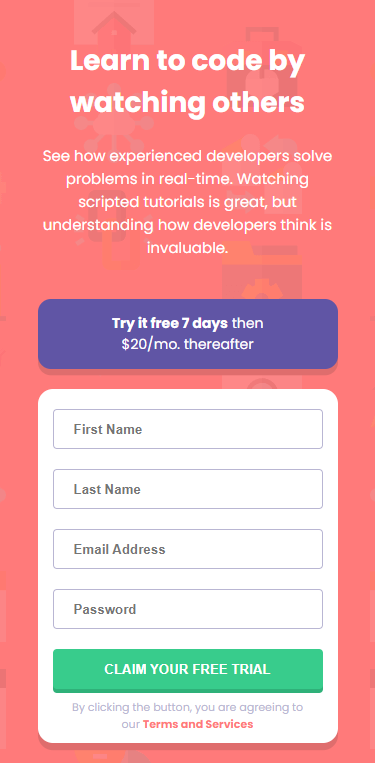 Learn to code by
watching others
See how experienced developers solve
problems in real-time. Watching
scripted tutorials is great, but
understanding how developers think is
invaluable.
Try it free 7 days then
$20/mo. thereafter
First Name
Last Name
Email Address
Password
CLAIM YOUR FREE TRIAL
By clicking the button, you are agreeing to
our Terms and Services